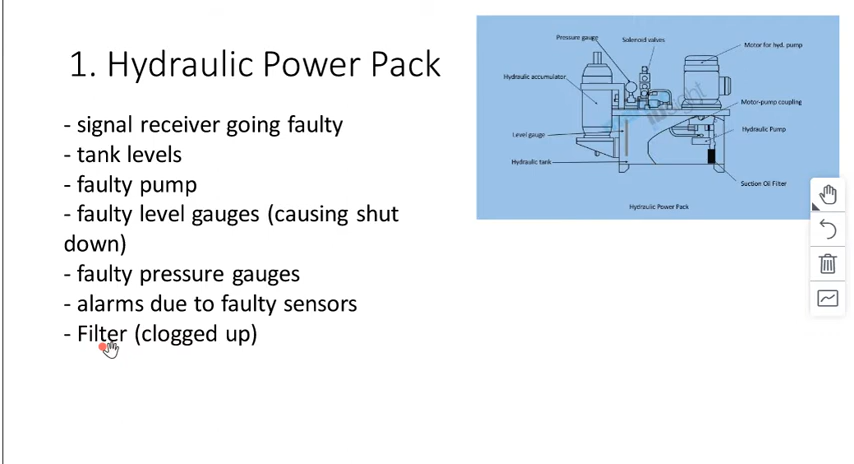 1. Hydraulic Power Pack
- signal receiver going faulty
- tank levels
- faulty pump
- faulty level gauges (causing shut
down)
- faulty pressure gauges
- alarms due to faulty sensors
- Filter (clogged up)
Pressure gauge
Solenoid valves
Motor for hyd. pump
Hydraulic accumulator
Motor-pump coupling
Level gauge
Hydraulic Pump
Hydraulic tank
Suction Oil Filter
Hydraulic Power Pack